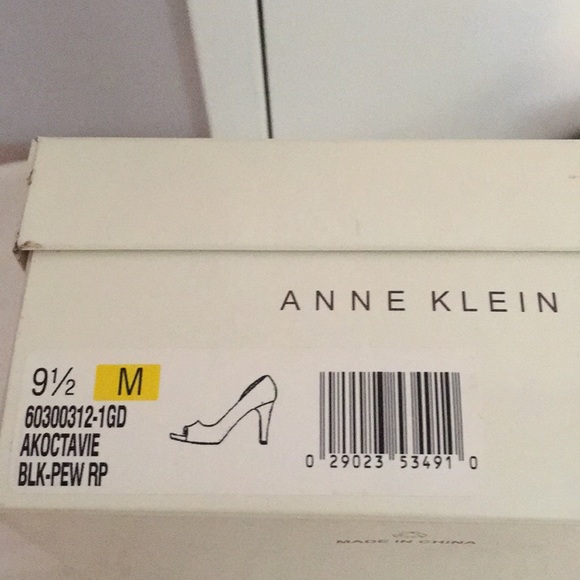 ANNE KLEIN
9½ M
60300312-1GD
AKOCTAVIE
BLK-PEW RP
0 29023 53491 0
MADE IN CHINA